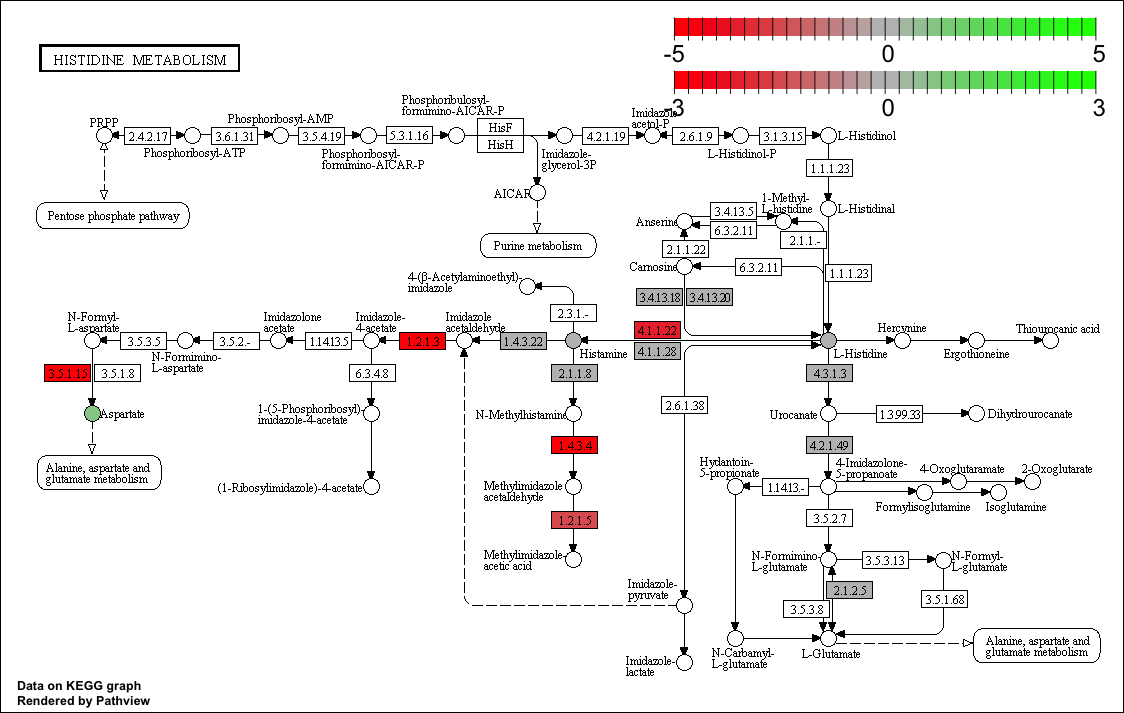 HISTIDINE METABOLISM
-5
0
5
-3
0
3
PRPP
2.4.2.17
Phosphoribosyl-ATP
3.6.1.31
Phosphoribosyl-AMP
3.5.4.19
Phosphoribosyl-
formimino-AICAR-P
5.3.1.16
Phosphoribulosyl-
formimino-AICAR-P
HisF
HisH
Imidazole-
glycerol-3P
4.2.1.19
Imidazole-
acetol-P
2.6.1.9
L-Histidinol-P
3.1.3.15
L-Histidinol
1.1.1.23
AICAR
Pentose phosphate pathway
Purine metabolism
L-Histidinal
1-Methyl-
L-histidine
3.4.13.5
Anserine
6.3.2.11
2.1.1.-
2.1.1.22
Carnosine
6.3.2.11
1.1.1.23
4-(β-Acetylaminoethyl)-
imidazole
3.4.13.18
3.4.13.20
2.3.1.-
N-Formyl-
L-aspartate
3.5.3.5
N-Formimino-
L-aspartate
3.5.2.-
Imidazolone
acetate
1.14.13.5
Imidazole-
4-acetate
1.2.1.3
Imidazole
acetaldehyde
1.4.3.22
Histamine
4.1.1.22
4.1.1.28
L-Histidine
Hercynine
Ergothioneine
Thiourocanic acid
3.5.1.15
3.5.1.8
6.3.4.8
2.1.1.8
4.3.1.3
2.6.1.38
Aspartate
1-(5-Phosphoribosyl)-
imidazole-4-acetate
N-Methylhistamine
Urocanate
1.3.99.33
Dihydrourocanate
1.4.3.4
4.2.1.49
Alanine, aspartate and
glutamate metabolism
(1-Ribosylimidazole)-4-acetate
Methylimidazole
acetaldehyde
Hydantoin-
5-propionate
1.14.13.-
4-Imidazolone-
5-propanoate
4-Oxoglutaramate
2-Oxoglutarate
Formylisoglutamine
Isoglutamine
1.2.1.5
3.5.2.7
Methylimidazole-
acetic acid
N-Formimino-
L-glutamate
3.5.3.13
N-Formyl-
L-glutamate
Imidazole-
pyruvate
2.1.2.5
3.5.3.8
3.5.1.68
Imidazole-
lactate
N-Carbamyl-
L-glutamate
L-Glutamate
Alanine, aspartate and
glutamate metabolism
Data on KEGG graph
Rendered by Pathview